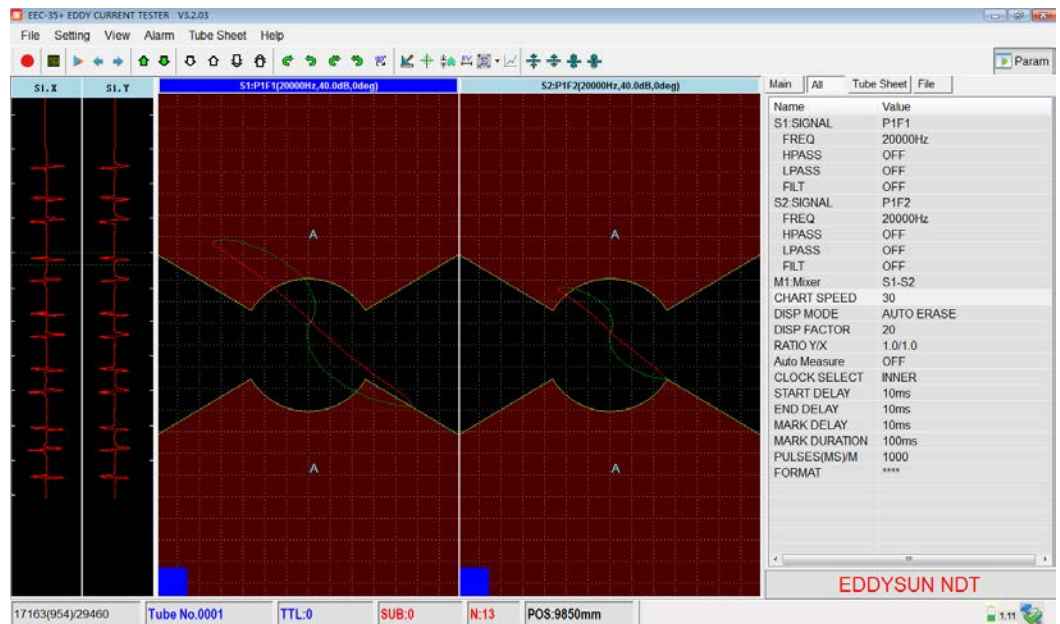 EEC-35+ EDDY CURRENT TESTER V3.2.03
File Setting View Alarm Tube Sheet Help
Param
S1.X S1.Y S1:P1F1(20000Hz,40.0dB,0deg) S2:P1F2(20000Hz,40.0dB,0deg) Main All Tube Sheet File
Name Value
S1:SIGNAL P1F1
FREQ 20000Hz
HPASS OFF
LPASS OFF
FILT OFF
S2:SIGNAL P1F2
FREQ 20000Hz
HPASS OFF
LPASS OFF
FILT OFF
M1:Mixer S1-S2
CHART SPEED 30
DISP MODE AUTO ERASE
DISP FACTOR 20
RATIO Y/X 1.0/1.0
Auto Measure OFF
CLOCK SELECT INNER
START DELAY 10ms
END DELAY 10ms
MARK DELAY 10ms
MARK DURATION 100ms
PULSES(MS)/M 1000
FORMAT ****
A A
A A
EDDYSUN NDT
17163(954)/29460 Tube No.0001 TTL:0 SUB:0 N:13 POS:9850mm 1.11